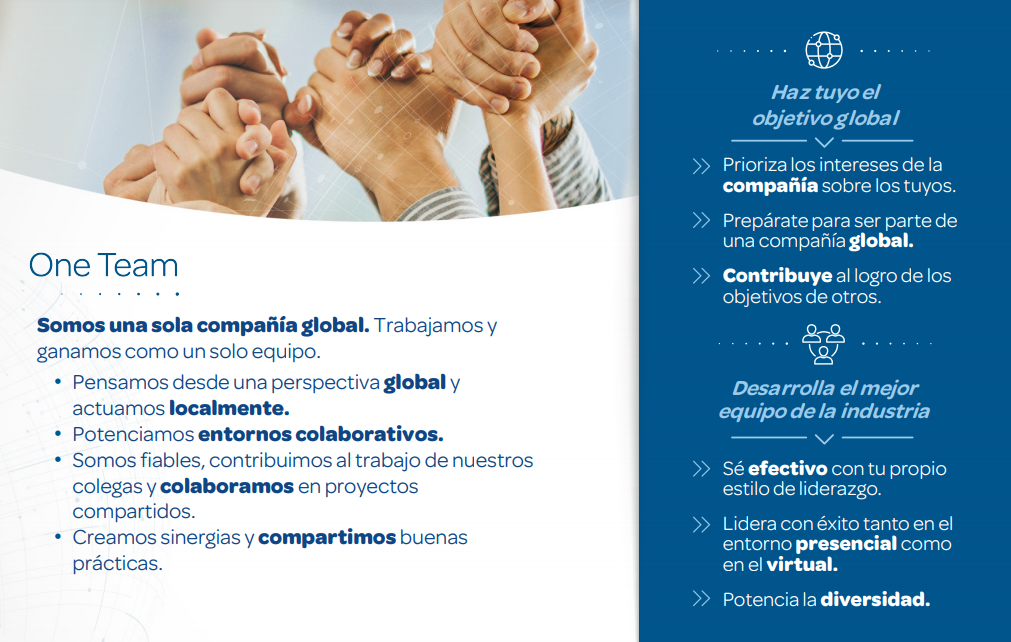 One Team
Somos una sola compañía global. Trabajamos y
ganamos como un solo equipo.
• Pensamos desde una perspectiva global y
actuamos localmente.
• Potenciamos entornos colaborativos.
• Somos fiables, contribuimos al trabajo de nuestros
colegas y colaboramos en proyectos
compartidos.
• Creamos sinergias y compartimos buenas
prácticas.
Haz tuyo el
objetivo global
Prioriza los intereses de la
compañía sobre los tuyos.
Prepárate para ser parte de
una compañía global.
Contribuye al logro de los
objetivos de otros.
Desarrolla el mejor
equipo de la industria
Sé efectivo con tu propio
estilo de liderazgo.
Lidera con éxito tanto en el
entorno presencial como
en el virtual.
Potencia la diversidad.